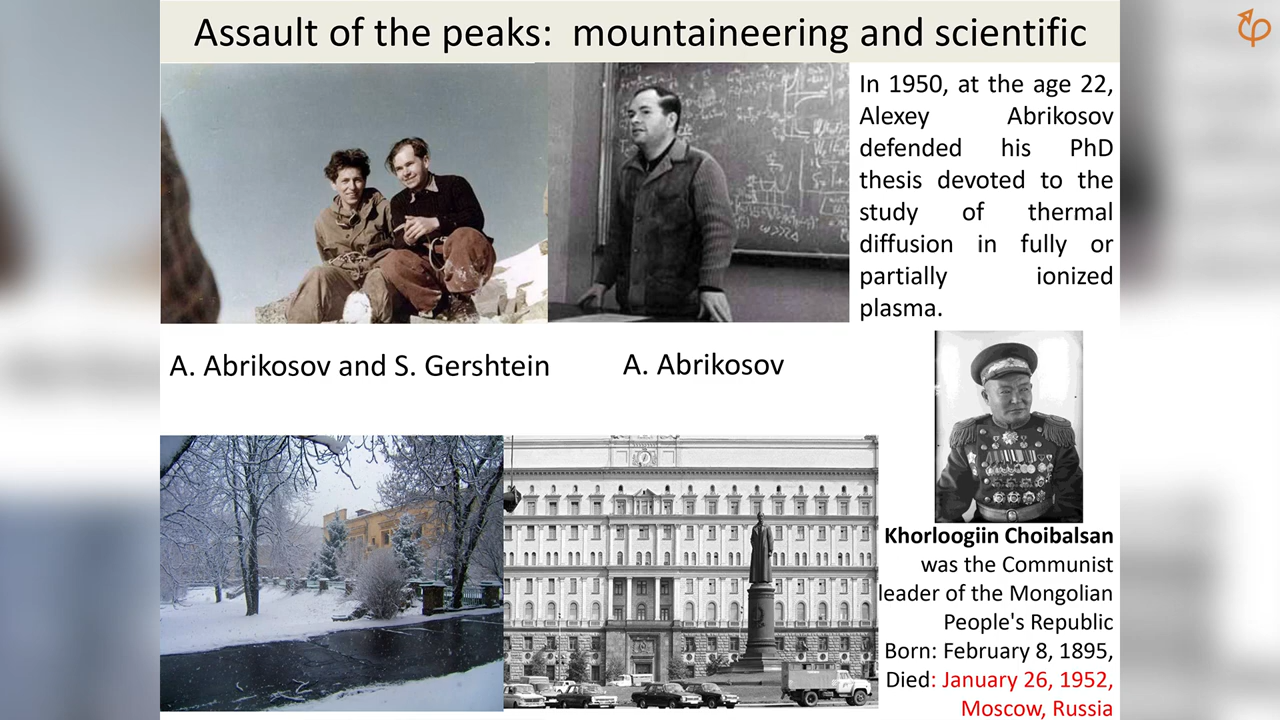 Assault of the peaks: mountaineering and scientific
In 1950, at the age 22,
Alexey Abrikosov
defended his PhD
thesis devoted to the
study of thermal
diffusion in fully or
partially ionized
plasma.
A. Abrikosov and S. Gershtein
A. Abrikosov
Khorloogiin Choibalsan
was the Communist
leader of the Mongolian
People's Republic
Born: February 8, 1895,
Died: January 26, 1952,
Moscow, Russia